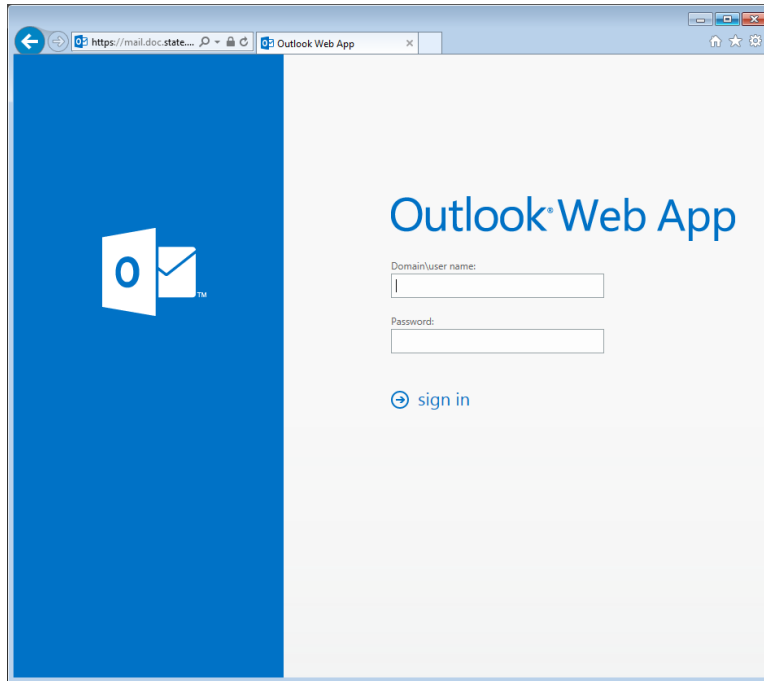 https://mail.doc.state....
Outlook Web App
Outlook® Web App
Domain\user name:
Password:
sign in
O
TM